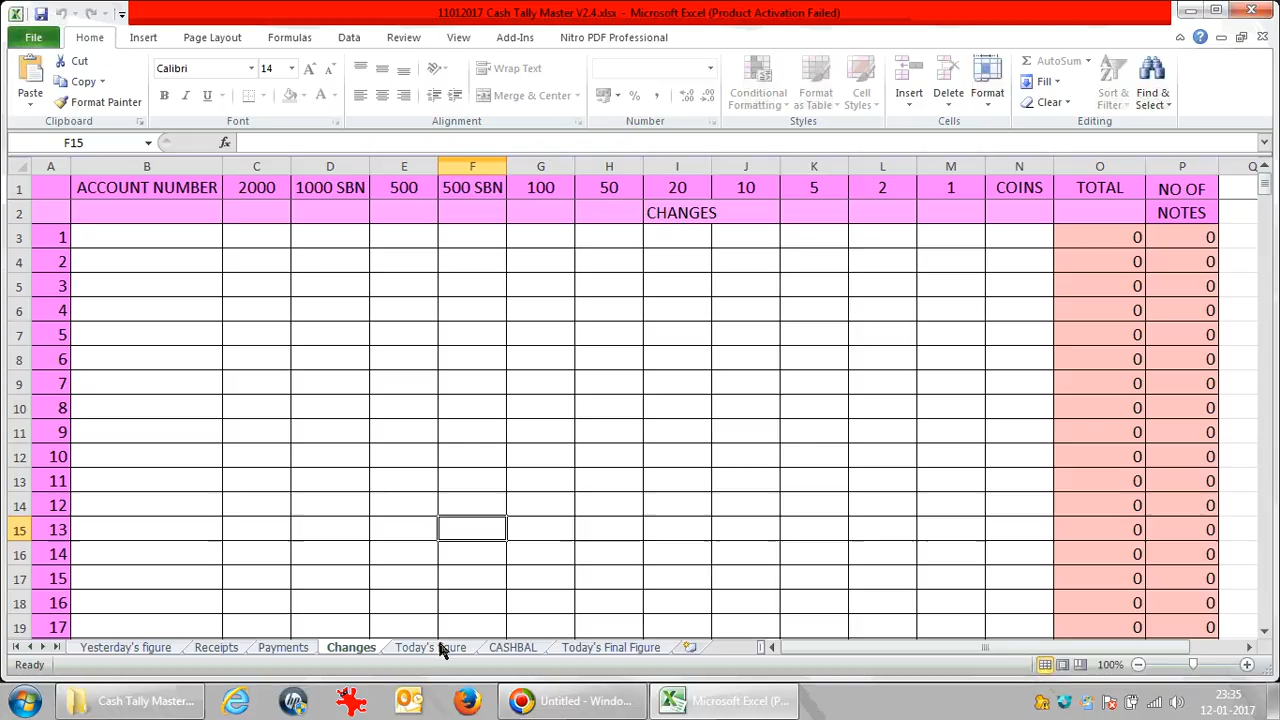 11012017 Cash Tally Master V2.4.xlsx - Microsoft Excel (Product Activation Failed)
File Home Insert Page Layout Formulas Data Review View Add-Ins Nitro PDF Professional
Paste Cut Copy Format Painter Clipboard
Calibri 14 B I U A Font
Wrap Text Merge & Center Alignment
% , Number
Conditional Formatting Format as Table Cell Styles Styles
Insert Delete Format Cells
AutoSum Fill Clear Sort & Filter Find & Select Editing
F15 fx
A B C D E F G H I J K L M N O P Q
1 ACCOUNT NUMBER 2000 1000 SBN 500 500 SBN 100 50 20 10 5 2 1 COINS TOTAL NO OF
2 CHANGES NOTES
3 1 0 0
4 2 0 0
5 3 0 0
6 4 0 0
7 5 0 0
8 6 0 0
9 7 0 0
10 8 0 0
11 9 0 0
12 10 0 0
13 11 0 0
14 12 0 0
15 13 0 0
16 14 0 0
17 15 0 0
18 16 0 0
19 17 0 0
Yesterday's figure Receipts Payments Changes Today's figure CASHBAL Today's Final Figure
Ready 100%
Cash Tally Master... Untitled - Windo... Microsoft Excel (P... 23:35
12-01-2017